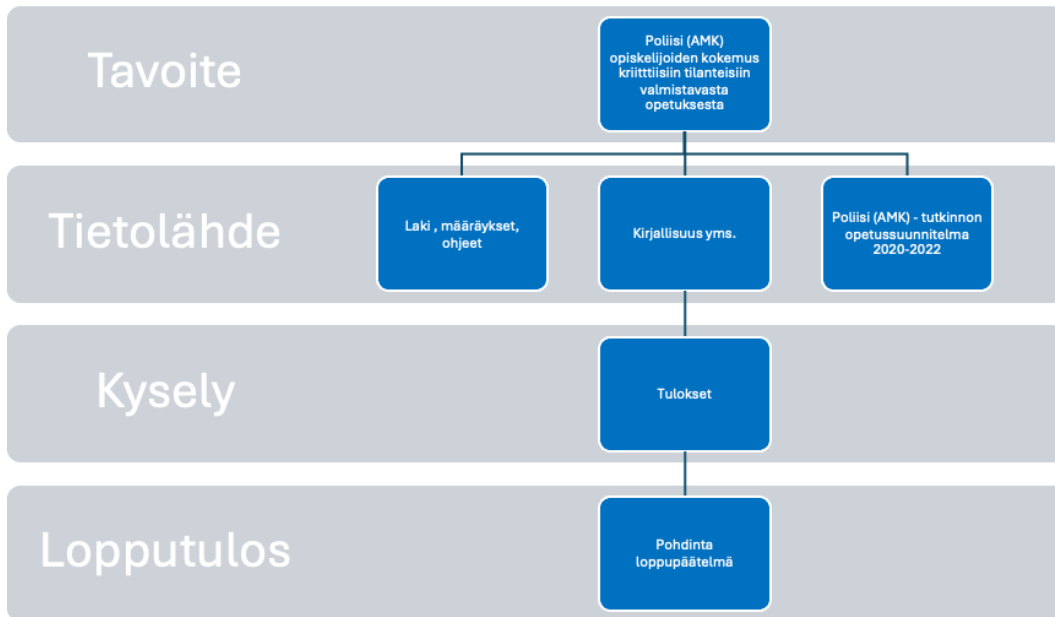 Tavoite
Poliisi (AMK)
opiskelijoiden kokemus
kriitttiisiin tilanteisiin
valmistavasta
opetuksesta
Tietolähde
Laki , määräykset,
ohjeet
Kirjallisuus yms.
Poliisi (AMK) - tutkinnon
opetussuunnitelma
2020-2022
Kysely
Tulokset
Lopputulos
Pohdinta
loppupäätelmä